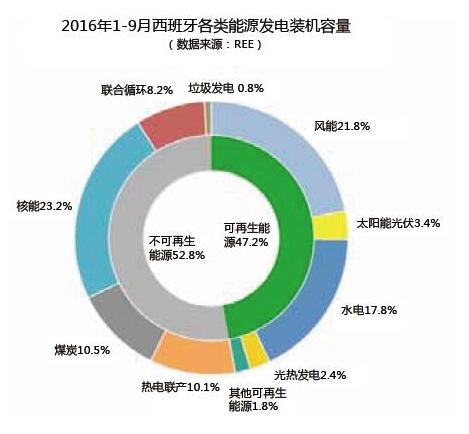 2016年1-9月西班牙各类能源发电装机容量
（数据来源：REE）
联合循环8.2%
垃圾发电 0.8%
风能21.8%
核能23.2%
不可再生
能源52.8%
可再生能
源47.2%
太阳能光伏3.4%
水电17.8%
煤炭10.5%
热电联产10.1%
其他可再生
能源1.8%
光热发电2.4%